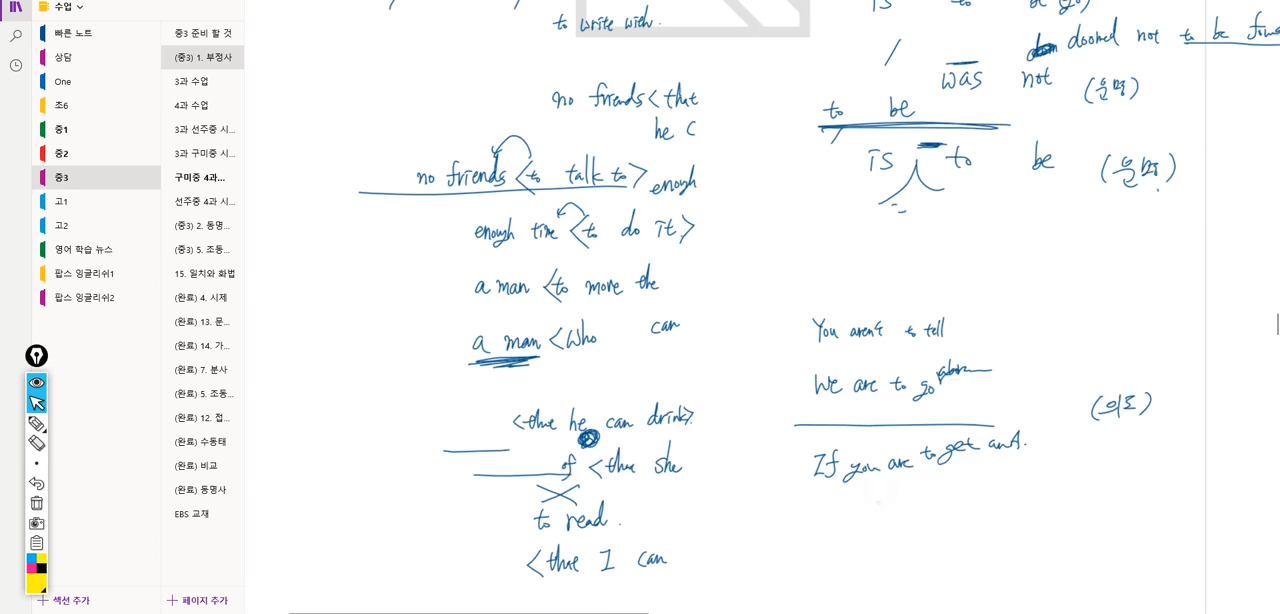 수업
빠른 노트
상담
One
초6
중1
중2
중3
고1
고2
영어 학습 뉴스
팝스 잉글리쉬1
팝스 잉글리쉬2
섹션 추가
중3 준비 할 것
(중3) 1. 부정사
3과 수업
4과 수업
3과 선주중 시...
3과 구미중 시...
구미중 4과...
선주중 4과 시...
(중3) 2. 동명...
(중3) 5. 조동...
15. 일치와 화법
(완료) 4. 시제
(완료) 13. 문...
(완료) 14. 가...
(완료) 7. 분사
(완료) 5. 조동...
(완료) 12. 접...
(완료) 수동태
(완료) 비교
(완료) 동명사
EBS 교재
페이지 추가
to write with.
no friends <that
he c
no friends <to talk to> enough
enough time <to do it>
a man <to move the
a man <who can
he can drink>.
of she
to read.
I can
is to
doomed not to be
was not (운명)
to be
is to be (운명)
You aren't to tell
We are to go
(의도)
If you are to get an A.